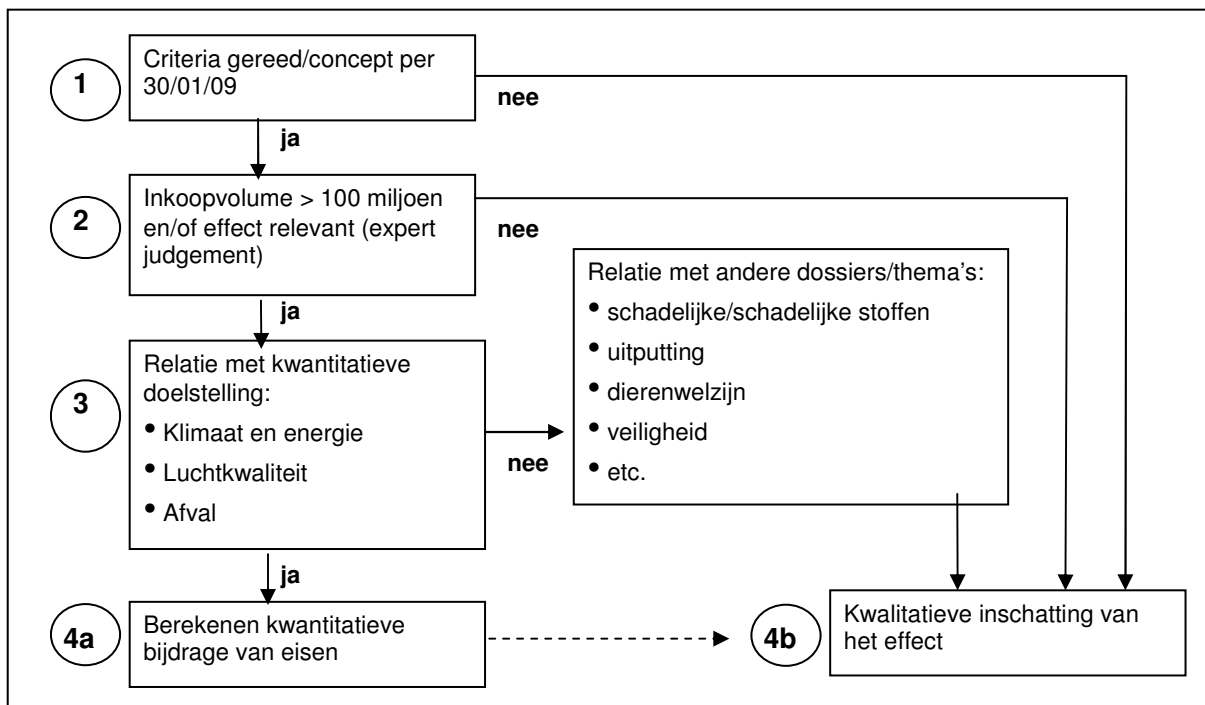 1
Criteria gereed/concept per
30/01/09
nee
ja
2
Inkoopvolume > 100 miljoen
en/of effect relevant (expert
judgement)
nee
ja
3
Relatie met kwantitatieve
doelstelling:
• Klimaat en energie
• Luchtkwaliteit
• Afval
nee
Relatie met andere dossiers/thema's:
• schadelijke/schadelijke stoffen
• uitputting
• dierenwelzijn
• veiligheid
• etc.
ja
4a
Berekenen kwantitatieve
bijdrage van eisen
4b
Kwalitatieve inschatting van
het effect